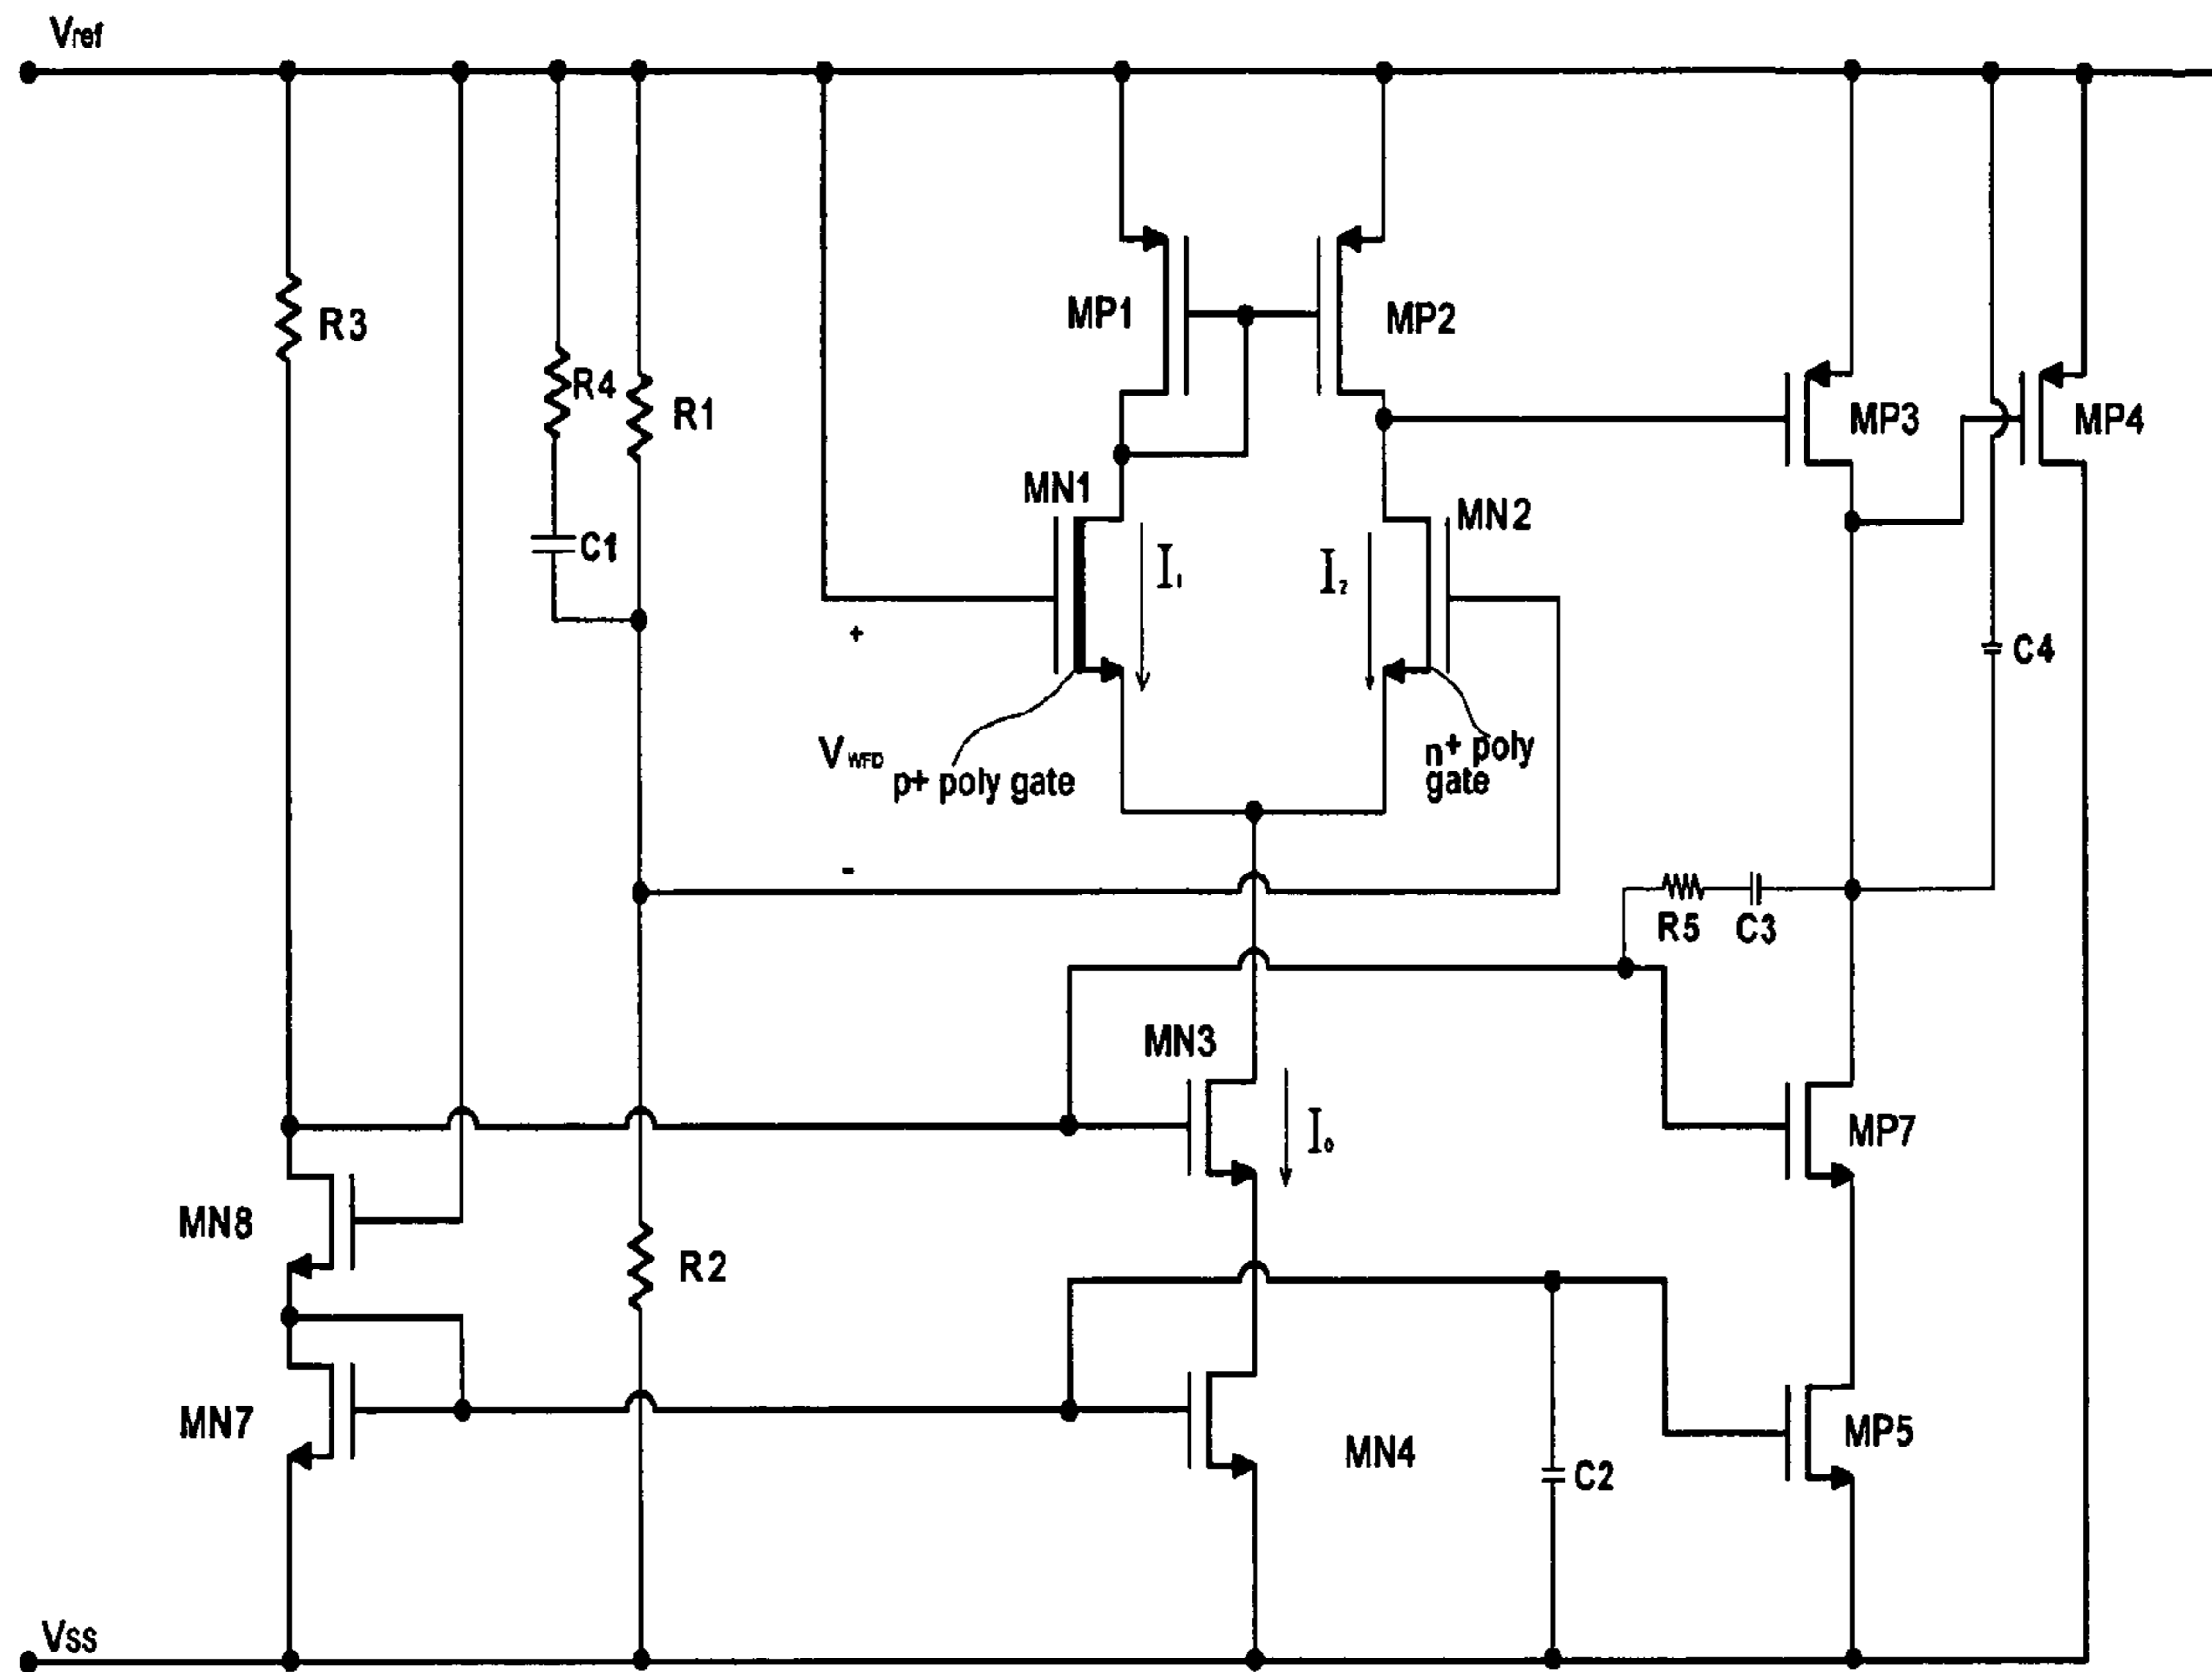 Vref
R3
R4
R1
C1
MP1
MP2
MP3
MP4
MN1
MN2
I1
I2
C4
+
VWFD
p+ poly gate
n+ poly
gate
-
R5
C3
MN3
I0
MP7
MN8
R2
MN7
MN4
C2
MP5
Vss